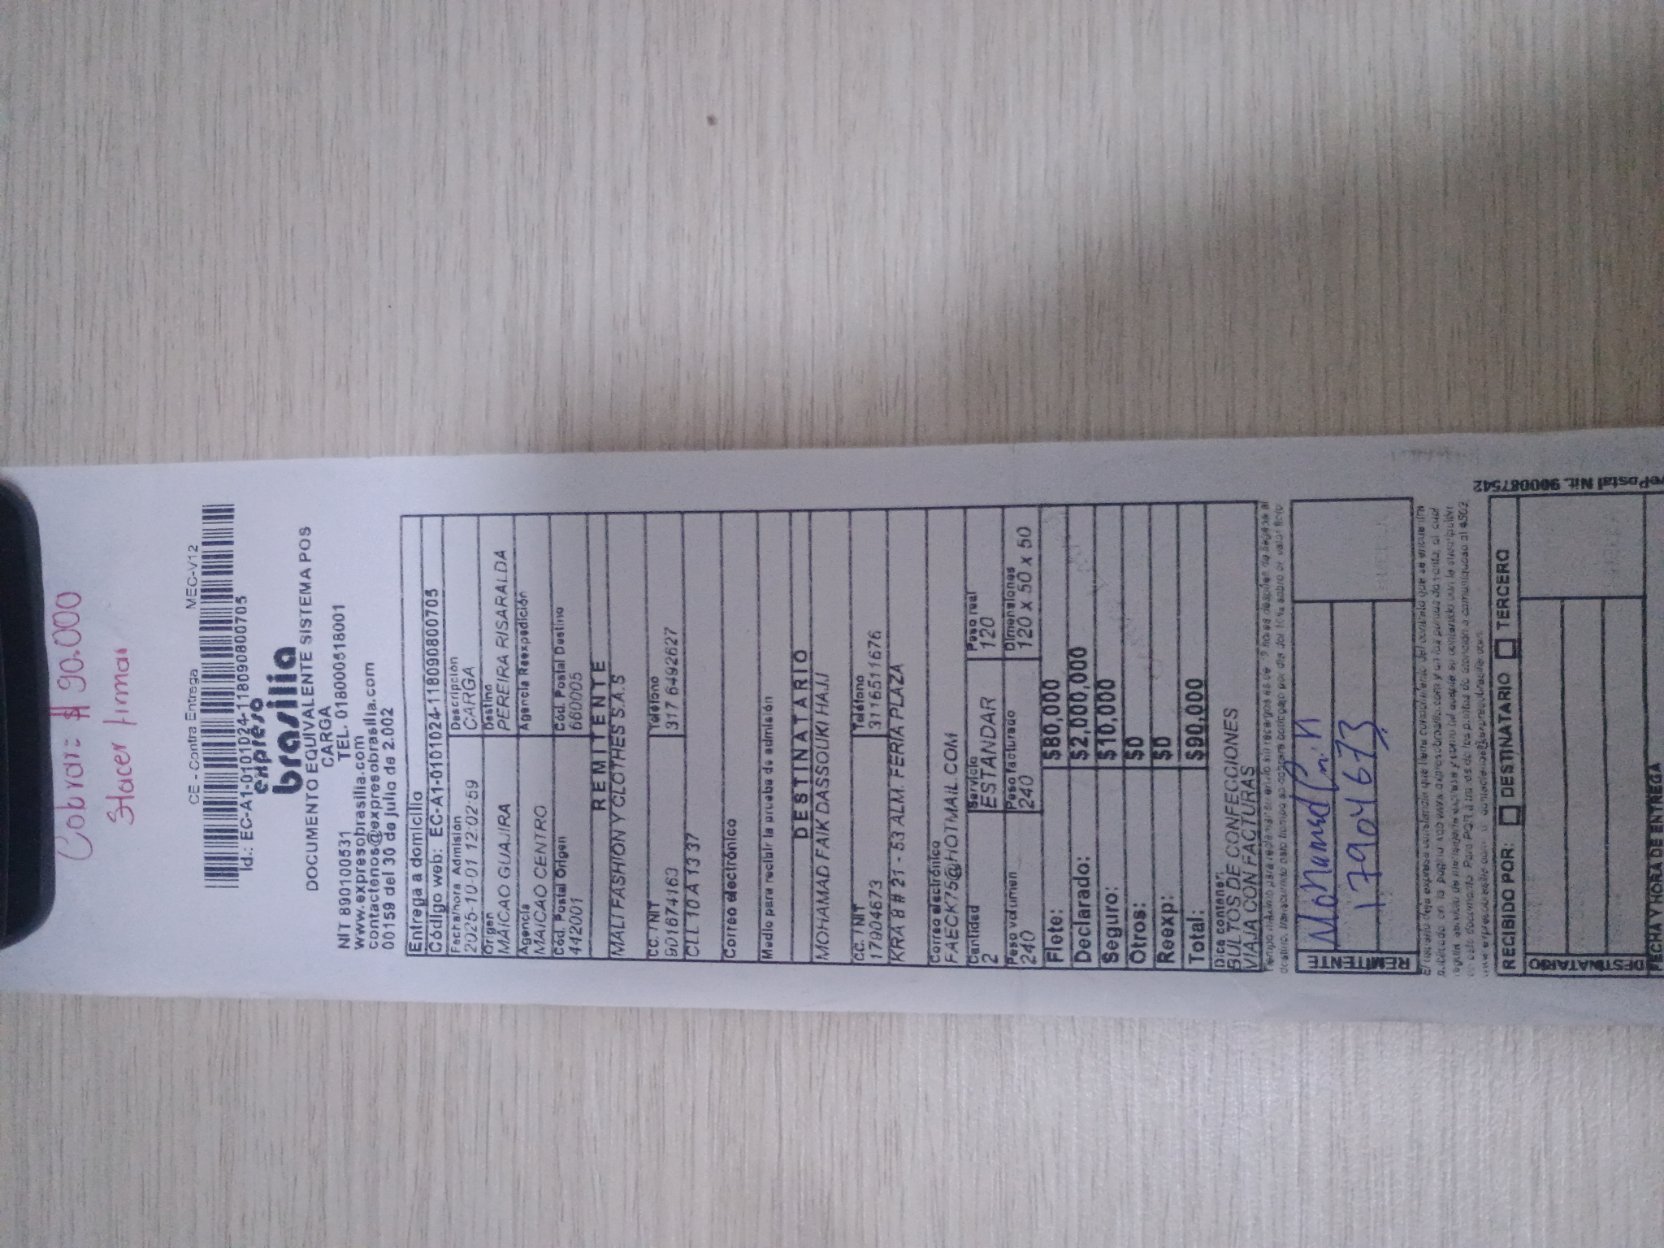 Cobrar: $ 90.000
Hacer firmar
CE - Contra Entrega MEC-V12
Id.: EC-A1-0101024-1180908007​05
expreso
brasilia
DOCUMENTO EQUIVALENTE SISTEMA POS
CARGA
NIT 890100531 TEL. 018000518001
www.expresobrasilia.com
contactenos@expresobrasilia.com
00159 del 30 de julio de 2.002
Entrega a domicilio
Código web: EC-A1-0101024-118090800705
Fecha/hora Admisión Descripción
2025-10-01 12:02:59 CARGA
Origen Destino
MAICAO GUAJIRA PEREIRA RISARALDA
Agencia Agencia Reexpedición
MAICAO CENTRO
Cód. Postal Origen Cód. Postal Destino
442001 660005
REMITENTE
MALI FASHION Y CLOTHES S.A.S
CC. / NIT Teléfono
901674163 317 6492627
CLL 10 A 13 37
Correo electrónico
Medio para recibir la prueba de admisión
DESTINATARIO
MOHAMAD FAIK DASSOUKI HAJJ
CC. / NIT Teléfono
17904673 3116511676
KRA 8 # 21 - 53 ALM. FERIA PLAZA
Correo electrónico
FAECK75@HOTMAIL.COM
Cantidad Servicio Peso real
2 ESTANDAR 120
Peso volumen Peso facturado Dimensiones
240 240 120 x 50 x 50
Flete: $80,000
Declarado: $2,000,000
Seguro: $10,000
Otros: $0
Reexp: $0
Total: $90,000
Dice contener:
BULTOS DE CONFECCIONES
VIAJA CON FACTURAS
REMITENTE
17904673
RECIBIDO POR: DESTINATARIO TERCERO
DESTINATARIO
FECHA Y HORA DE ENTREGA
Postal Nit. 900087542